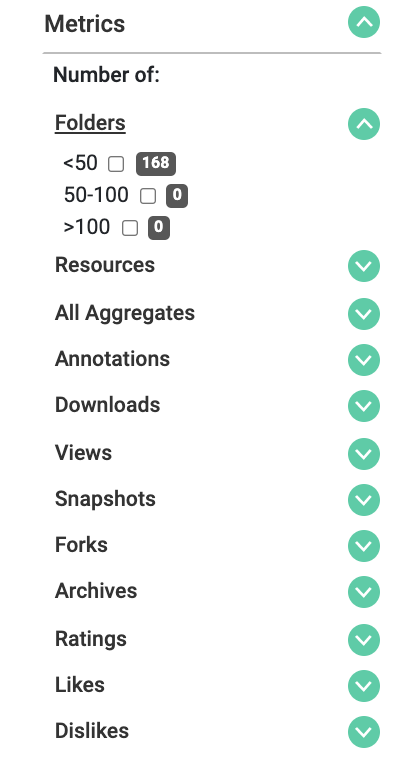 Metrics
Number of:
Folders
<50 168
50-100 0
>100 0
Resources
All Aggregates
Annotations
Downloads
Views
Snapshots
Forks
Archives
Ratings
Likes
Dislikes